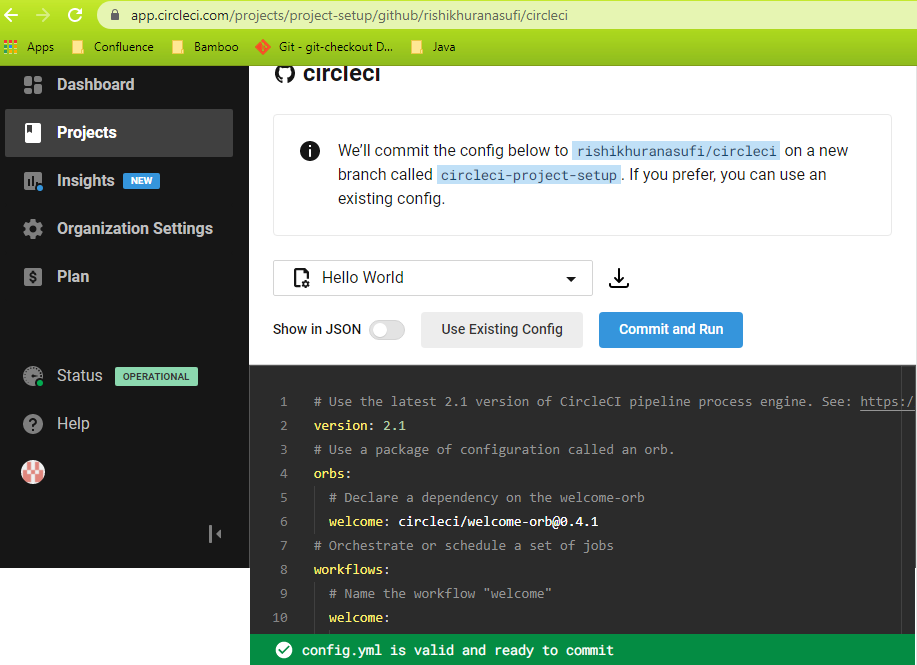 app.circleci.com/projects/project-setup/github/rishikhuranasufi/circleci
Apps Confluence Bamboo Git - git-checkout D... Java
Dashboard
Projects
Insights NEW
Organization Settings
Plan
Status OPERATIONAL
Help
circleci
We’ll commit the config below to rishikhuranasufi/circleci on a new
branch called circleci-project-setup. If you prefer, you can use an
existing config.
Hello World
Show in JSON Use Existing Config Commit and Run
1 # Use the latest 2.1 version of CircleCI pipeline process engine. See: https:/
2 version: 2.1
3 # Use a package of configuration called an orb.
4 orbs:
5 # Declare a dependency on the welcome-orb
6 welcome: circleci/welcome-orb@0.4.1
7 # Orchestrate or schedule a set of jobs
8 workflows:
9 # Name the workflow "welcome"
10 welcome:
config.yml is valid and ready to commit